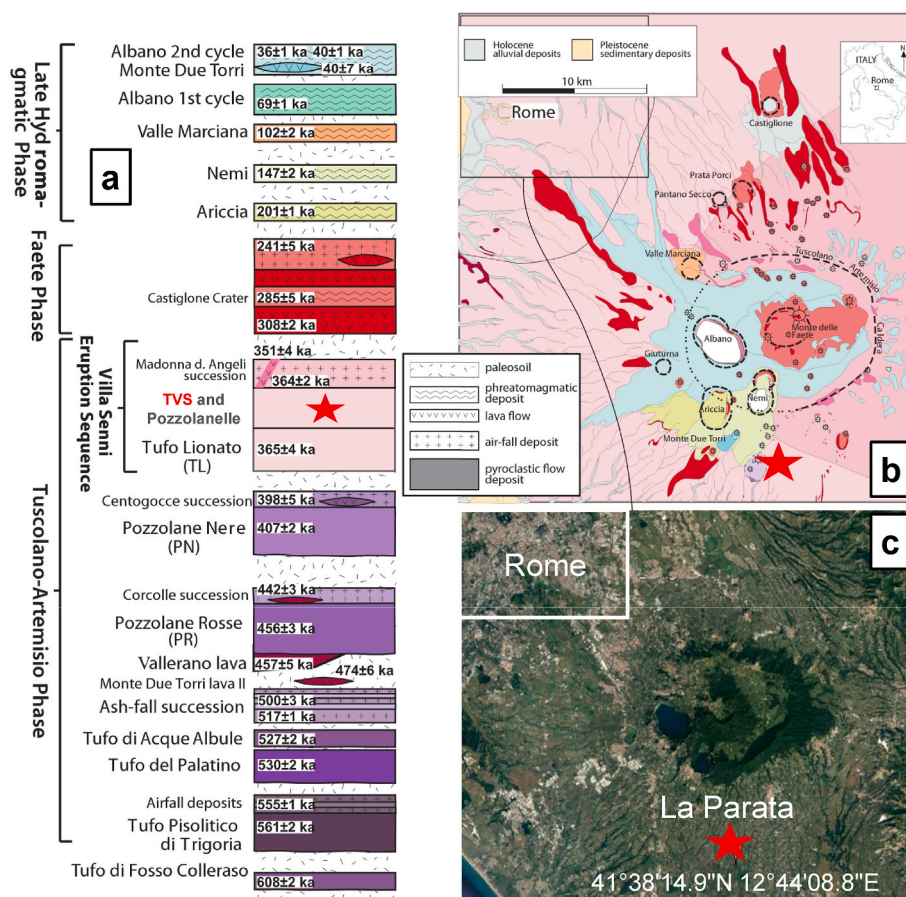 a
Late Hydroma-
gmatic Phase
Albano 2nd cycle
36±1 ka 40±1 ka
Monte Due Torri
40±7 ka
Albano 1st cycle
69±1 ka
Valle Marciana
102±2 ka
Nemi
147±2 ka
Ariccia
201±1 ka
Faete Phase
241±5 ka
Castiglone Crater
285±5 ka
308±2 ka
Tuscolano-Artemisio Phase
Villa Senni
Eruption Sequence
351±4 ka
Madonna d. Angeli
succession
364±2 ka
TVS and
Pozzolanelle
Tufo Lionato
(TL)
365±4 ka
Centogocce succession
398±5 ka
Pozzolane Nere
(PN)
407±2 ka
Corcolle succession
442±3 ka
Pozzolane Rosse
(PR)
456±3 ka
Vallerano lava
457±5 ka
474±6 ka
Monte Due Torri lava II
Ash-fall succession
500±3 ka
517±1 ka
Tufo di Acque Albule
527±2 ka
Tufo del Palatino
530±2 ka
Airfall deposits
555±1 ka
Tufo Pisolitico
di Trigoria
561±2 ka
Tufo di Fosso Colleraso
608±2 ka
paleosoil
phreatomagmatic
deposit
lava flow
air-fall deposit
pyroclastic flow
deposit
Holocene
alluvial deposits
Pleistocene
sedimentary deposits
10 km
ITALY
N
Rome
Rome
Castiglione
Prata Porci
Pantano Secco
Valle Marciana
Tuscolano
Artemisio
Caldera
Albano
Monte delle
Faete
Giuturna
Nemi
Ariccia
Monte Due Torri
b
c
Rome
La Parata
41°38'14.9"N 12°44'08.8"E